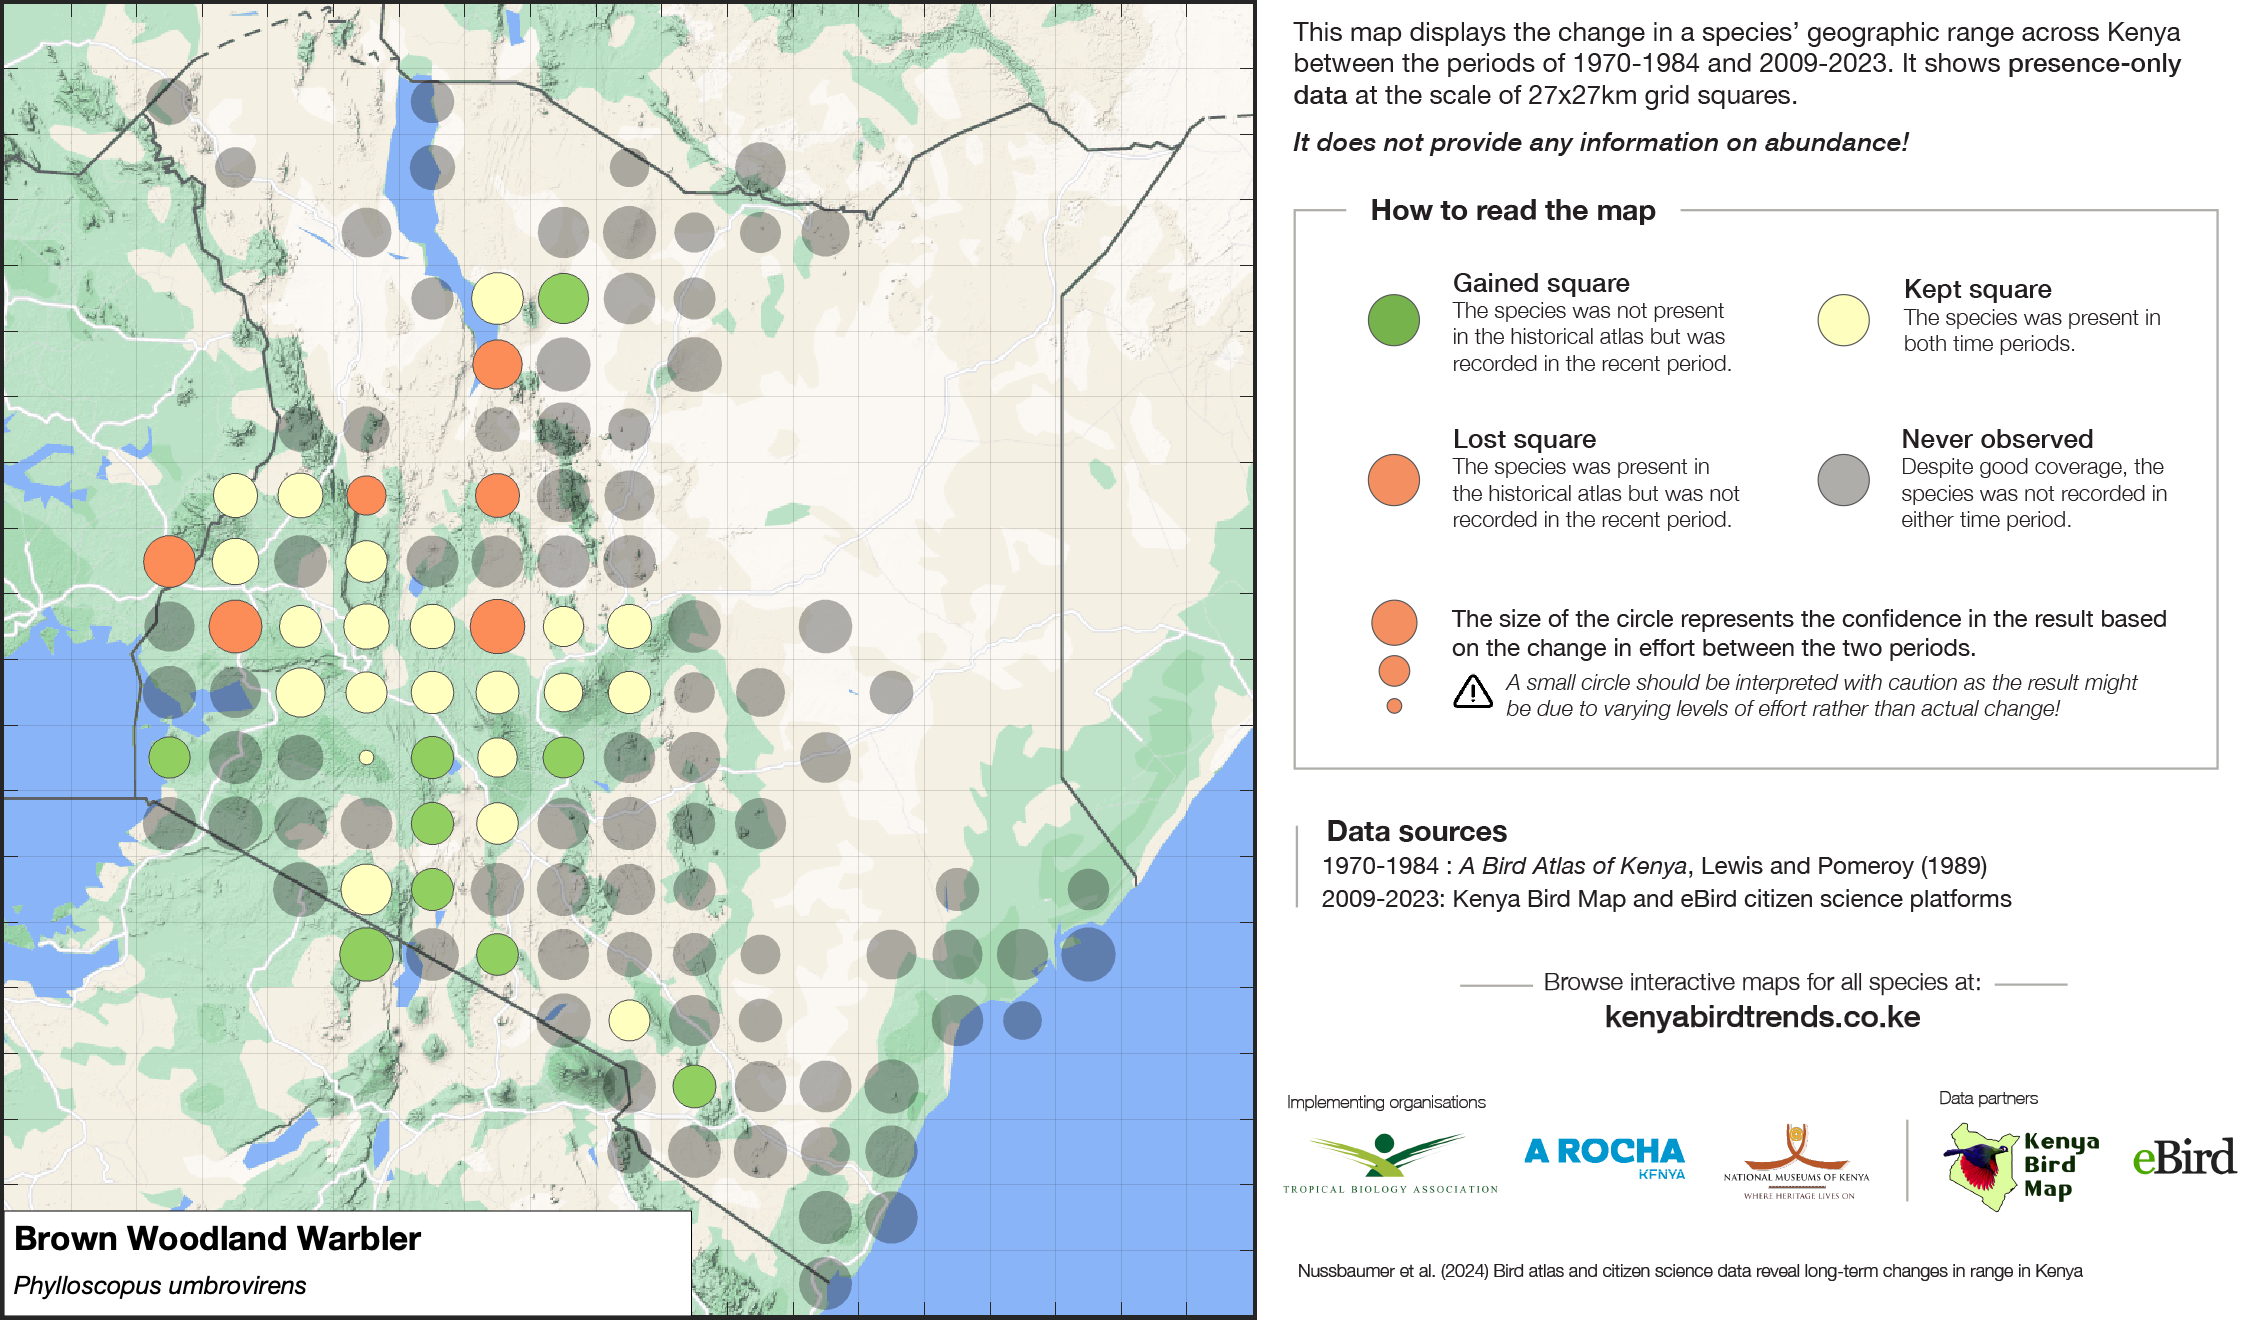 This map displays the change in a species’ geographic range across Kenya
between the periods of 1970-1984 and 2009-2023. It shows presence-only
data at the scale of 27x27km grid squares.
It does not provide any information on abundance!
How to read the map
Gained square
The species was not present
in the historical atlas but was
recorded in the recent period.
Kept square
The species was present in
both time periods.
Lost square
The species was present in
the historical atlas but was not
recorded in the recent period.
Never observed
Despite good coverage, the
species was not recorded in
either time period.
The size of the circle represents the confidence in the result based
on the change in effort between the two periods.
A small circle should be interpreted with caution as the result might
be due to varying levels of effort rather than actual change!
Data sources
1970-1984 : A Bird Atlas of Kenya, Lewis and Pomeroy (1989)
2009-2023: Kenya Bird Map and eBird citizen science platforms
Browse interactive maps for all species at:
kenyabirdtrends.co.ke
Implementing organisations
Data partners
TROPICAL BIOLOGY ASSOCIATION
A ROCHA
KENYA
NATIONAL MUSEUMS OF KENYA
WHERE HERITAGE LIVES ON
Kenya
Bird
Map
eBird
Brown Woodland Warbler
Phylloscopus umbrovirens
Nussbaumer et al. (2024) Bird atlas and citizen science data reveal long-term changes in range in Kenya